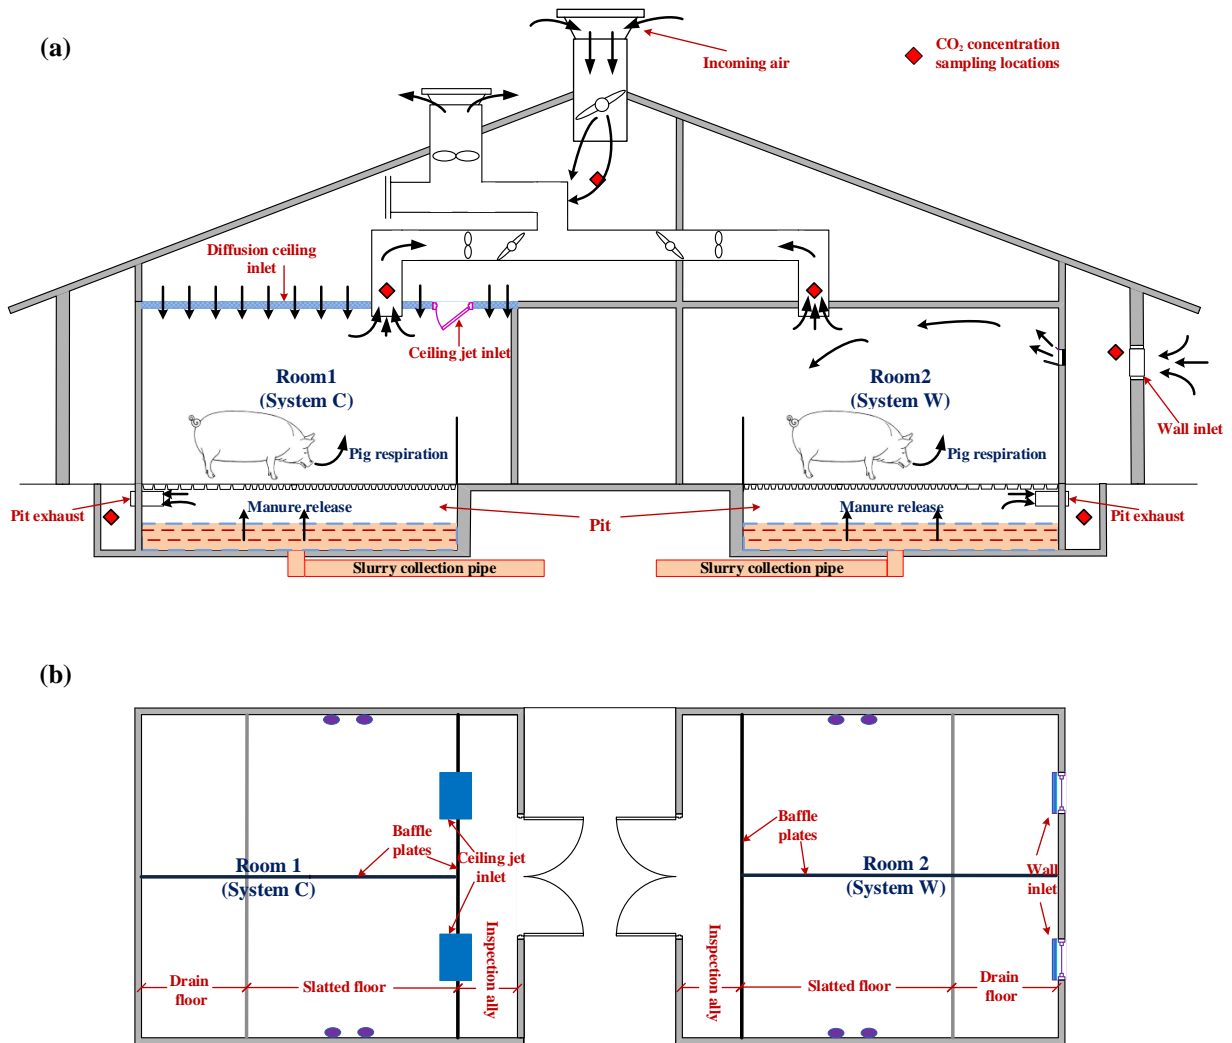 (a)
CO₂ concentration
sampling locations
Incoming air
Diffusion ceiling
inlet
Ceiling jet inlet
Room1
(System C)
Room2
(System W)
Wall inlet
Pig respiration
Pig respiration
Pit exhaust
Manure release
Pit
Manure release
Pit exhaust
Slurry collection pipe
Slurry collection pipe
(b)
Baffle
plates
Ceiling jet
inlet
Room 1
(System C)
Baffle
plates
Room 2
(System W)
Wall
inlet
Drain
floor
Slatted floor
Inspection ally
Inspection ally
Slatted floor
Drain
floor